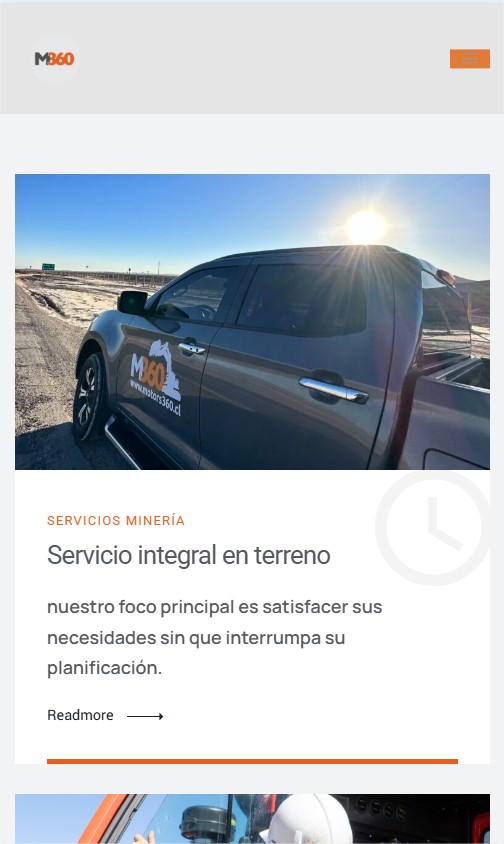 M360
M360
www.motors360.cl
SERVICIOS MINERÍA
Servicio integral en terreno
nuestro foco principal es satisfacer sus
necesidades sin que interrumpa su
planificación.
Readmore